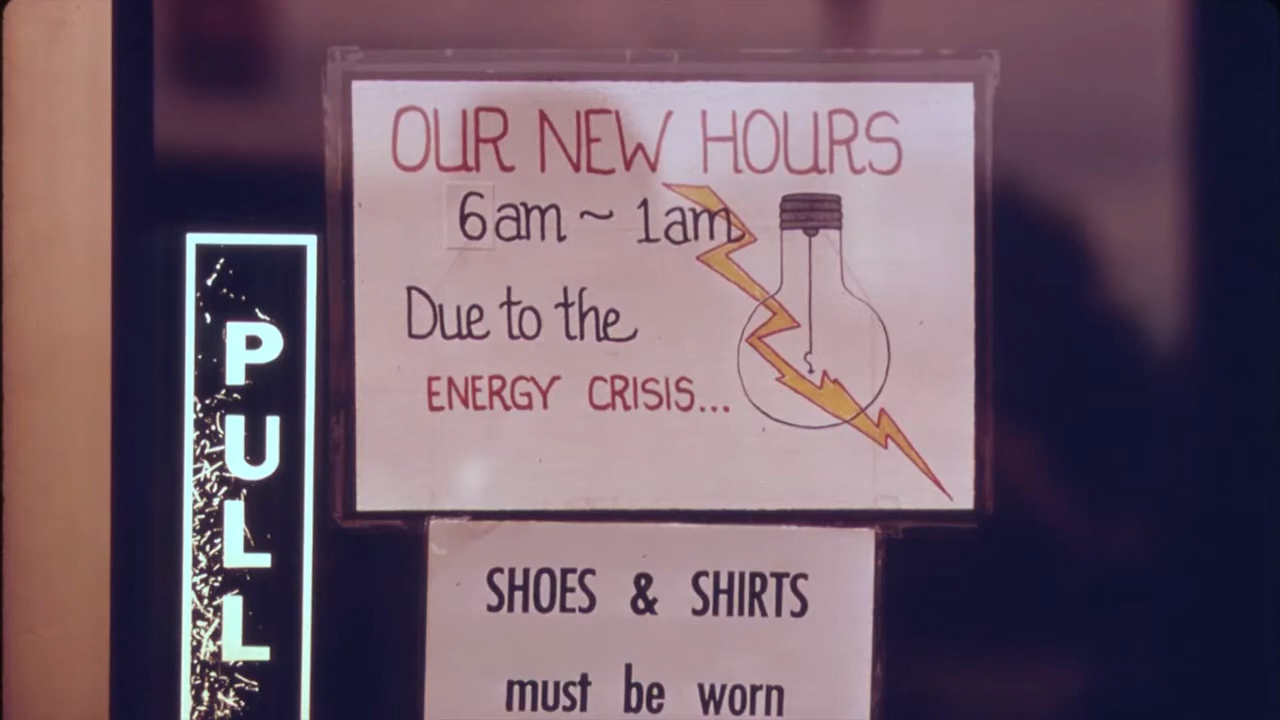 OUR NEW HOURS
6am ~ 1am
Due to the
ENERGY CRISIS...
PULL
SHOES & SHIRTS
must be worn